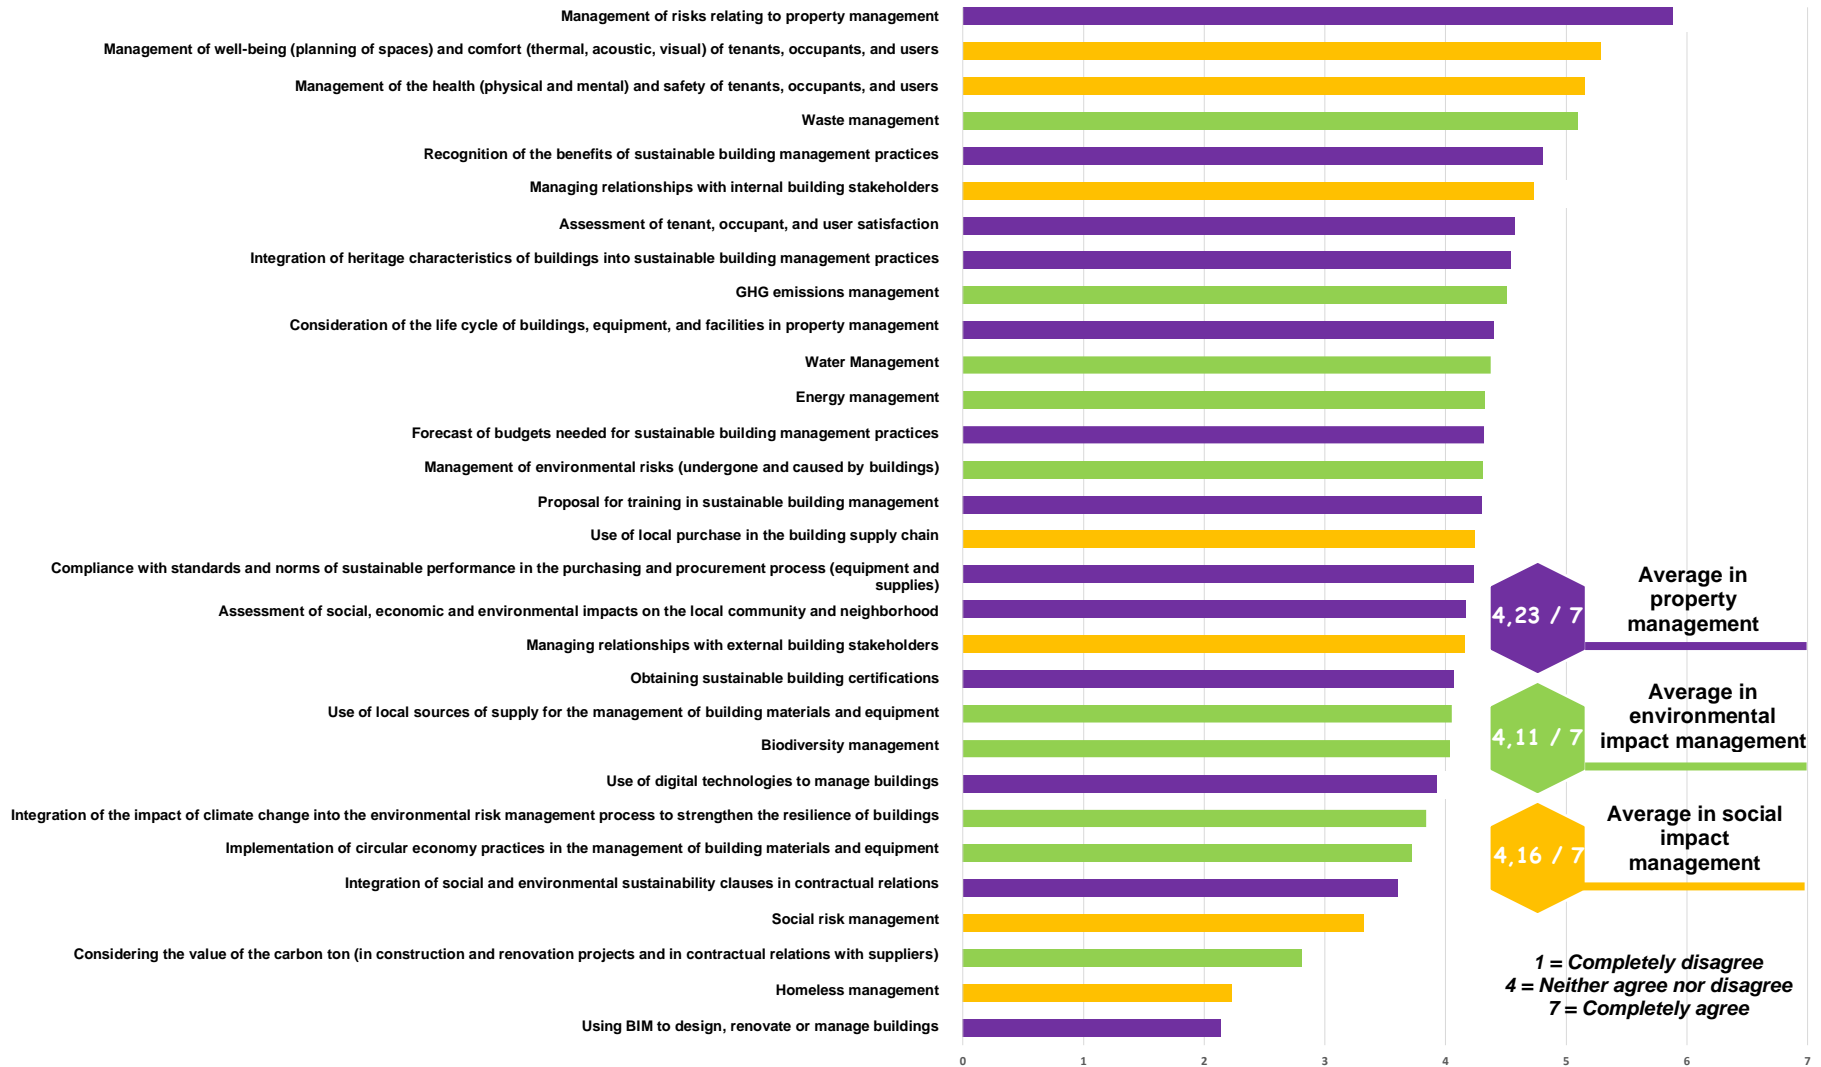 Management of risks relating to property management
Management of well-being (planning of spaces) and comfort (thermal, acoustic, visual) of tenants, occupants, and users
Management of the health (physical and mental) and safety of tenants, occupants, and users
Waste management
Recognition of the benefits of sustainable building management practices
Managing relationships with internal building stakeholders
Assessment of tenant, occupant, and user satisfaction
Integration of heritage characteristics of buildings into sustainable building management practices
GHG emissions management
Consideration of the life cycle of buildings, equipment, and facilities in property management
Water Management
Energy management
Forecast of budgets needed for sustainable building management practices
Management of environmental risks (undergone and caused by buildings)
Proposal for training in sustainable building management
Use of local purchase in the building supply chain
Compliance with standards and norms of sustainable performance in the purchasing and procurement process (equipment and
supplies)
Assessment of social, economic and environmental impacts on the local community and neighborhood
Managing relationships with external building stakeholders
Obtaining sustainable building certifications
Use of local sources of supply for the management of building materials and equipment
Biodiversity management
Use of digital technologies to manage buildings
Integration of the impact of climate change into the environmental risk management process to strengthen the resilience of buildings
Implementation of circular economy practices in the management of building materials and equipment
Integration of social and environmental sustainability clauses in contractual relations
Social risk management
Considering the value of the carbon ton (in construction and renovation projects and in contractual relations with suppliers)
Homeless management
Using BIM to design, renovate or manage buildings
0 1 2 3 4 5 6 7
4,23 / 7
Average in
property
management
4,11 / 7
Average in
environmental
impact management
4,16 / 7
Average in social
impact
management
1 = Completely disagree
4 = Neither agree nor disagree
7 = Completely agree